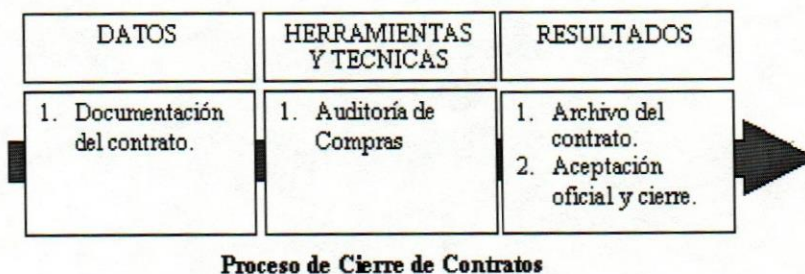 DATOS
HERRAMIENTAS
Y TECNICAS
RESULTADOS
1. Documentación
del contrato.
1. Auditoría de
Compras
1. Archivo del
contrato.
2. Aceptación
oficial y cierre.
Proceso de Cierre de Contratos